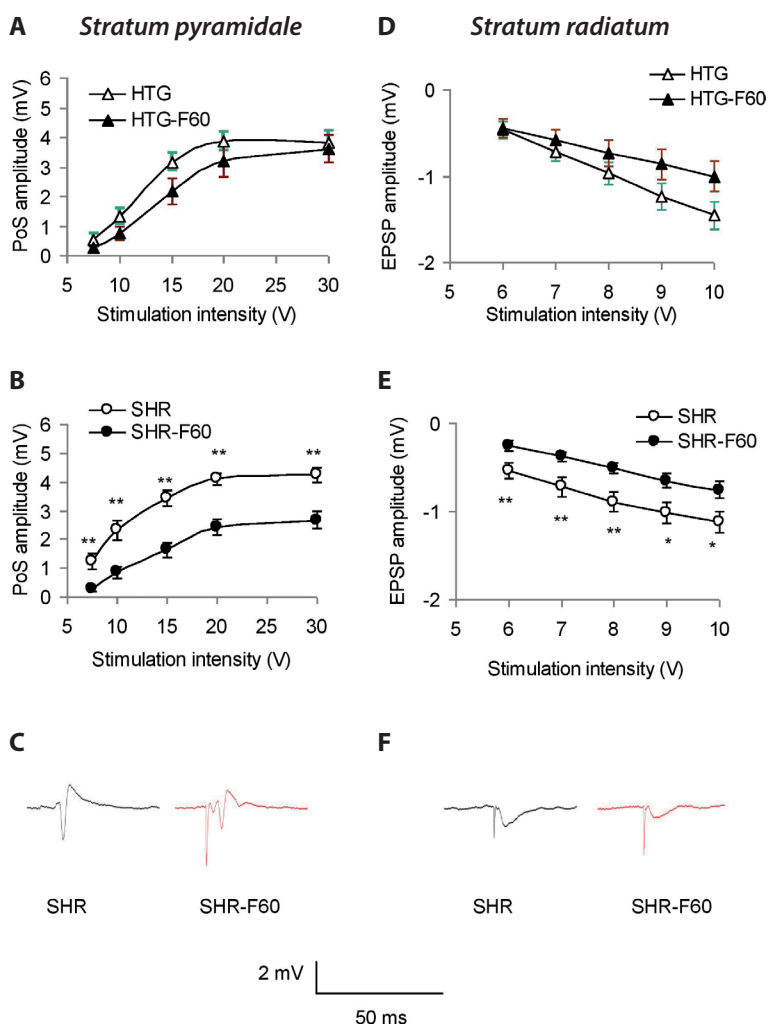 A
Stratum pyramidale
PoS amplitude (mV)
6
5
4
3
2
1
0
HTG
HTG-F60
5 10 15 20 25 30
Stimulation intensity (V)
D
Stratum radiatum
EPSP amplitude (mV)
-0
-1
-2
HTG
HTG-F60
5 6 7 8 9 10
Stimulation intensity (V)
B
PoS amplitude (mV)
6
5
4
3
2
1
0
SHR
SHR-F60
** ** ** ** **
5 10 15 20 25 30
Stimulation intensity (V)
E
EPSP amplitude (mV)
-0
-1
-2
SHR
SHR-F60
** ** ** * *
5 6 7 8 9 10
Stimulation intensity (V)
C
SHR SHR-F60
F
SHR SHR-F60
2 mV
50 ms